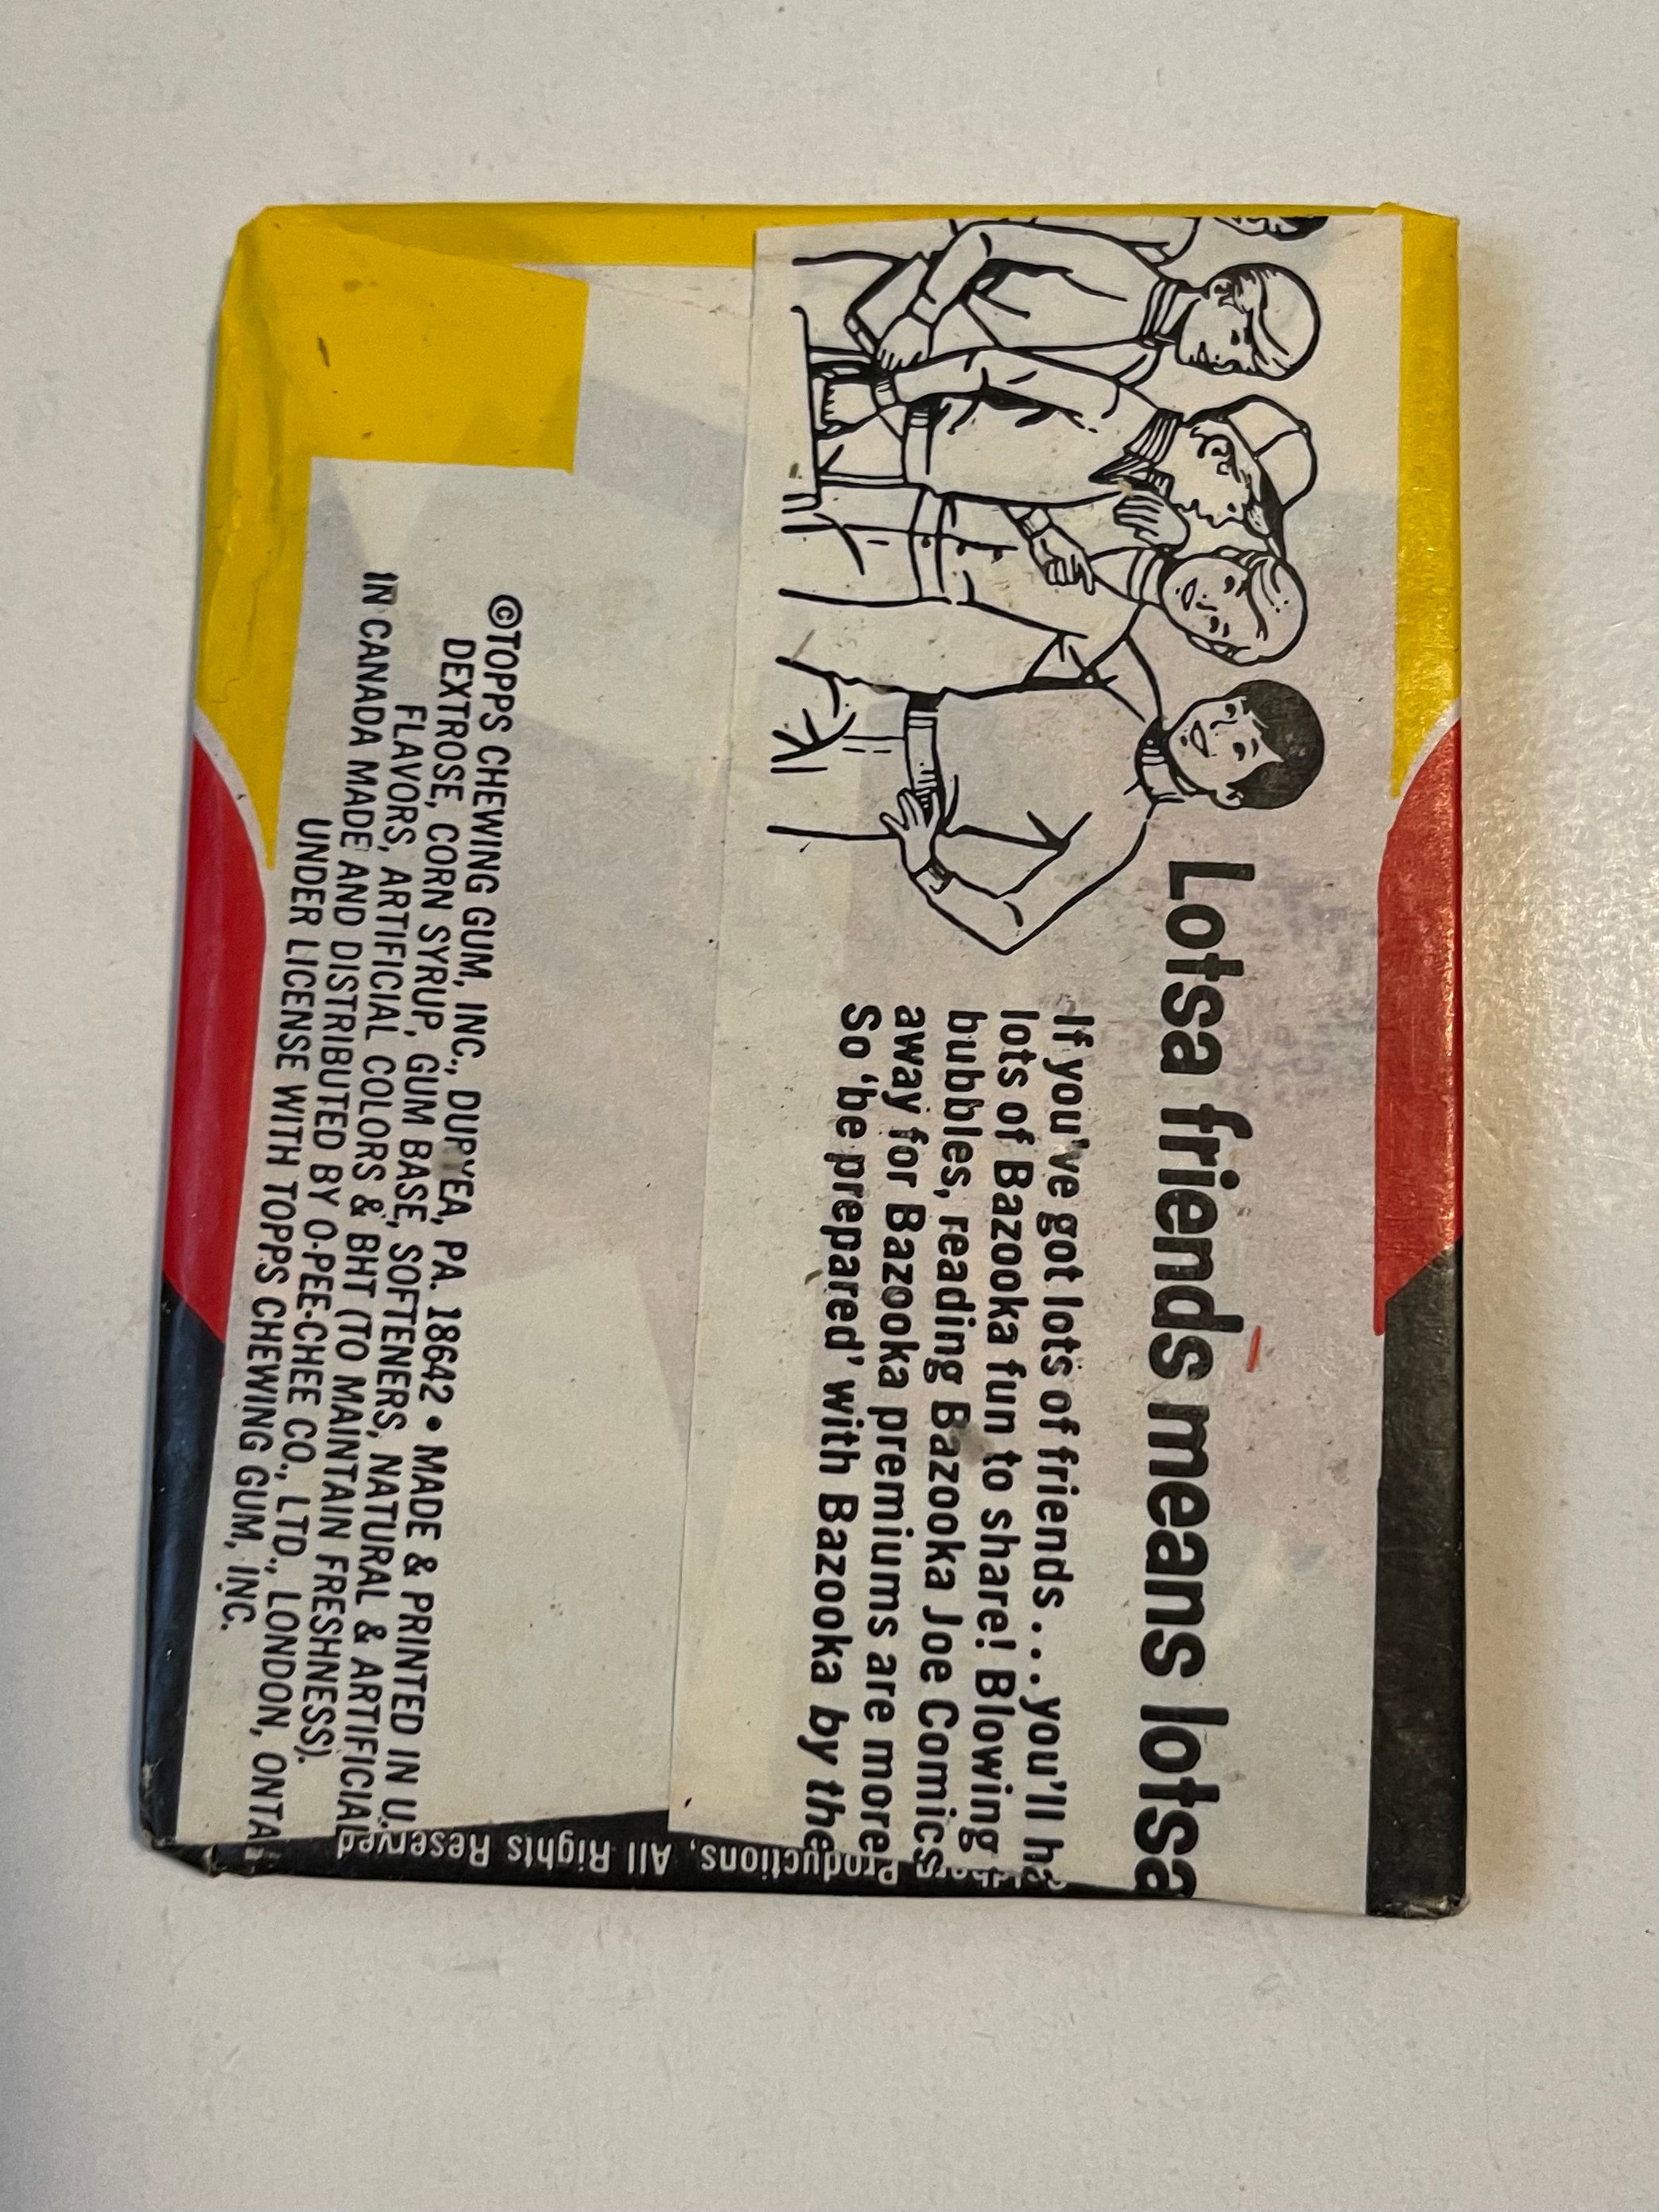 Lotsa friends means lotsa
If you've got lots of friends...you'll
lots of Bazooka fun to share! Blowing
bubbles, reading Bazooka Joe Comics
away for Bazooka premiums are more
So 'be prepared' with Bazooka by the
©TOPPS CHEWING GUM, INC., DURYEA, PA. 18642 • MADE & PRINTED IN U.
DEXTROSE, CORN SYRUP, GUM BASE, SOFTENERS, NATURAL & ARTIFICIAL
FLAVORS, ARTIFICIAL COLORS & BHT (TO MAINTAIN FRESHNESS).
IN CANADA MADE AND DISTRIBUTED BY O-PEE-CHEE CO., LTD., LONDON, ONTA
UNDER LICENSE WITH TOPPS CHEWING GUM, INC.
Productions, All Rights Reserved